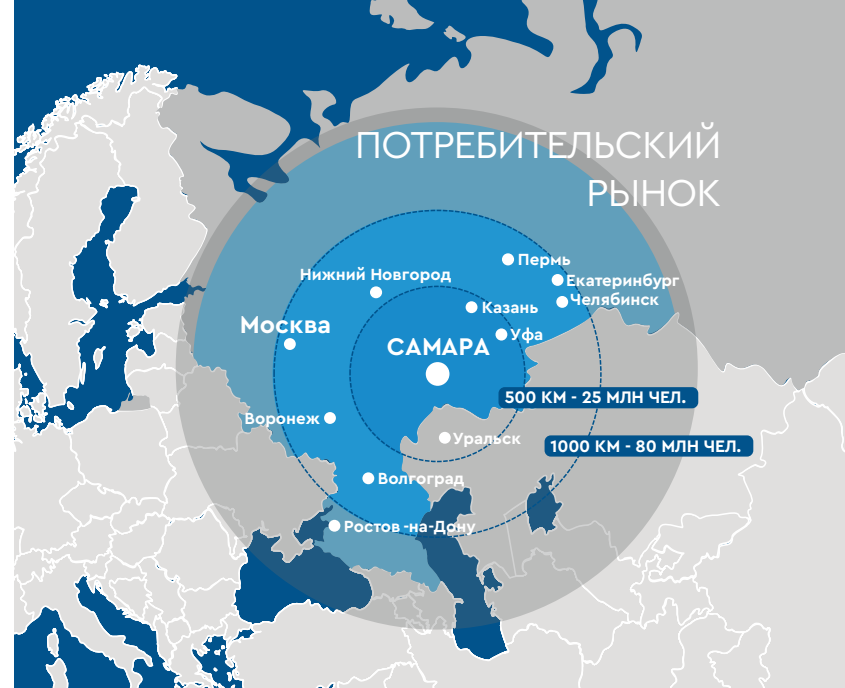 ПОТРЕБИТЕЛЬСКИЙ
РЫНОК
Пермь
Нижний Новгород
Екатеринбург
Челябинск
Казань
Москва
Уфа
САМАРА
500 КМ - 25 МЛН ЧЕЛ.
Воронеж
Уральск
1000 КМ - 80 МЛН ЧЕЛ.
Волгоград
Ростов -на-Дону